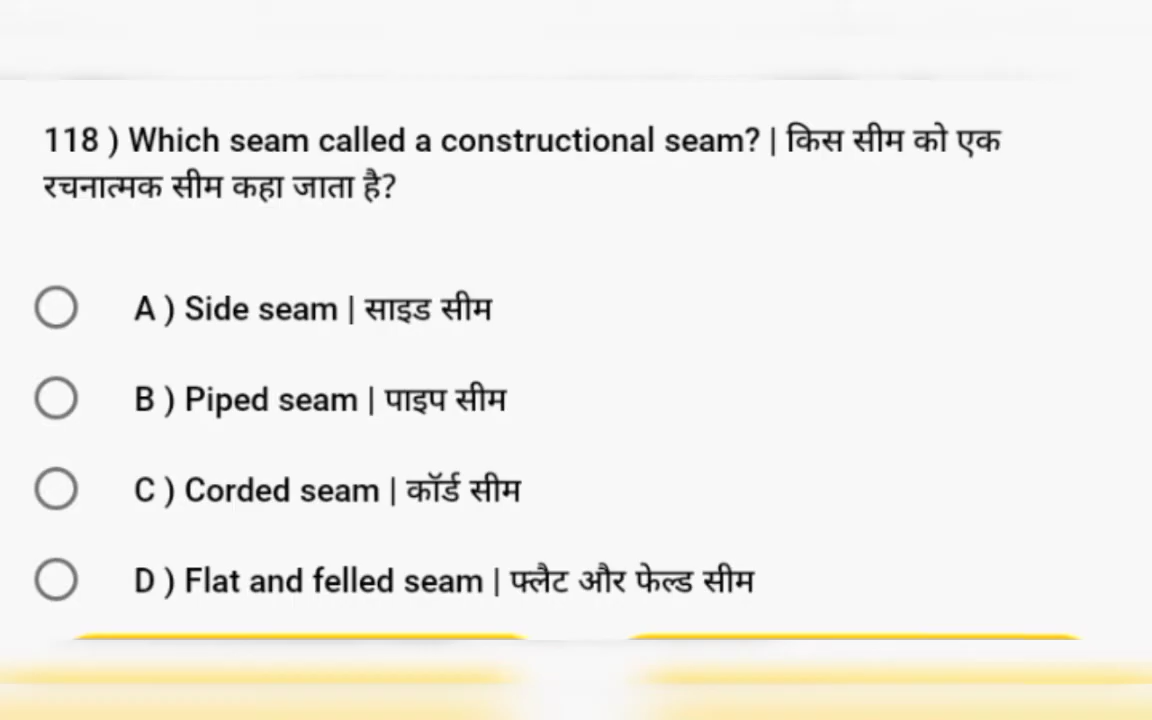 118 ) Which seam called a constructional seam? | किस सीम को एक
रचनात्मक सीम कहा जाता है?
A ) Side seam | साइड सीम
B ) Piped seam | पाइप सीम
C ) Corded seam | कॉर्ड सीम
D ) Flat and felled seam | फ्लैट और फेल्ड सीम